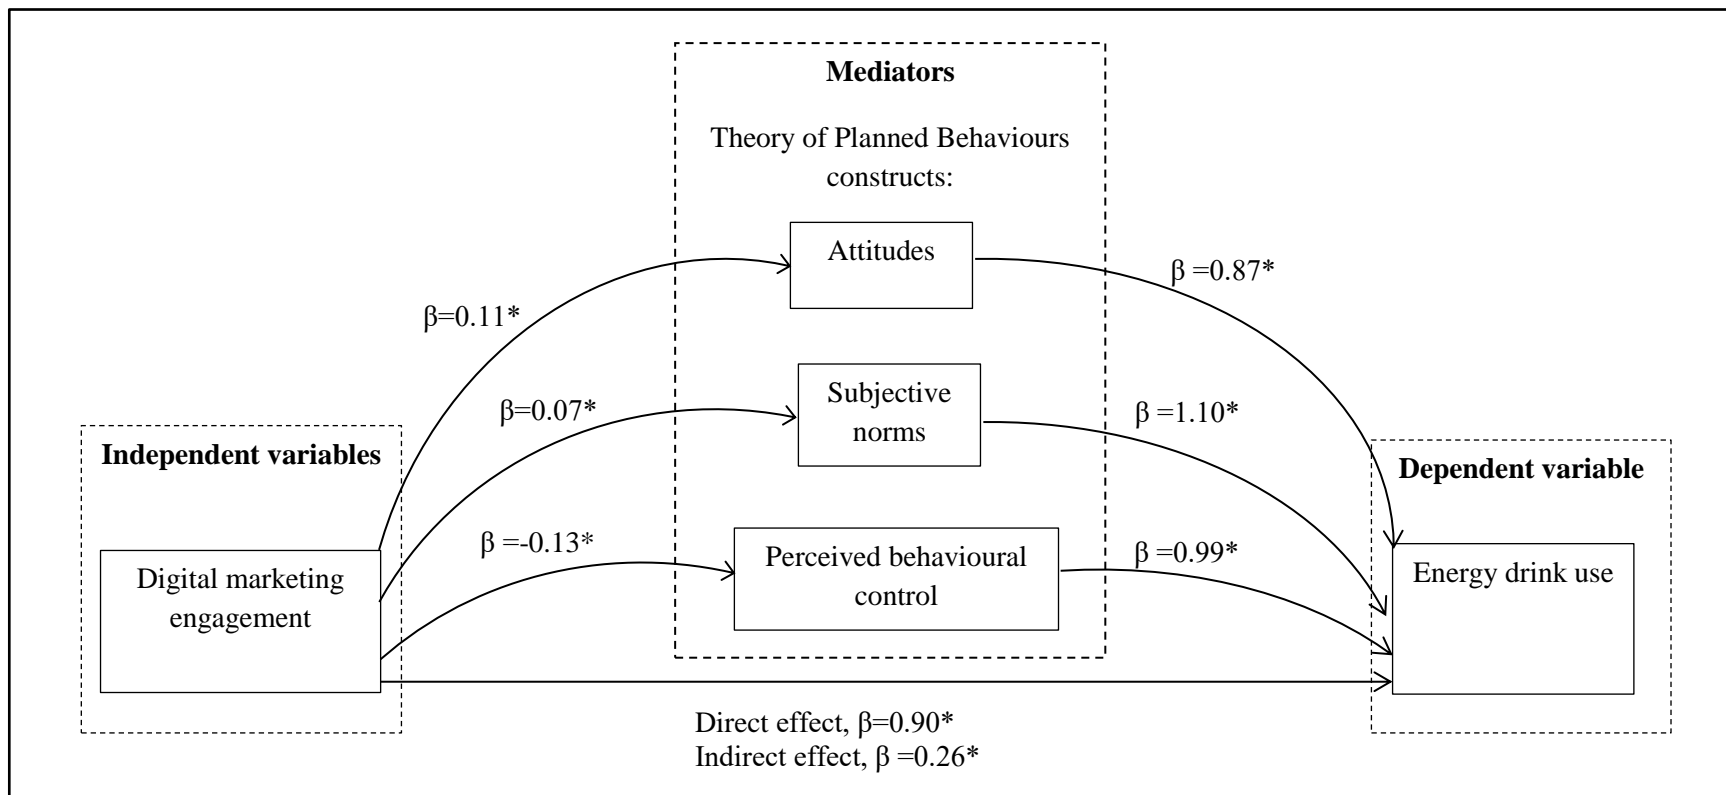 Mediators
Theory of Planned Behaviours
constructs:
Attitudes
β =0.87*
β=0.11*
Subjective
norms
β=0.07*
β =1.10*
Independent variables
Dependent variable
β =-0.13*
Perceived behavioural
control
β =0.99*
Digital marketing
engagement
Energy drink use
Direct effect, β=0.90*
Indirect effect, β =0.26*